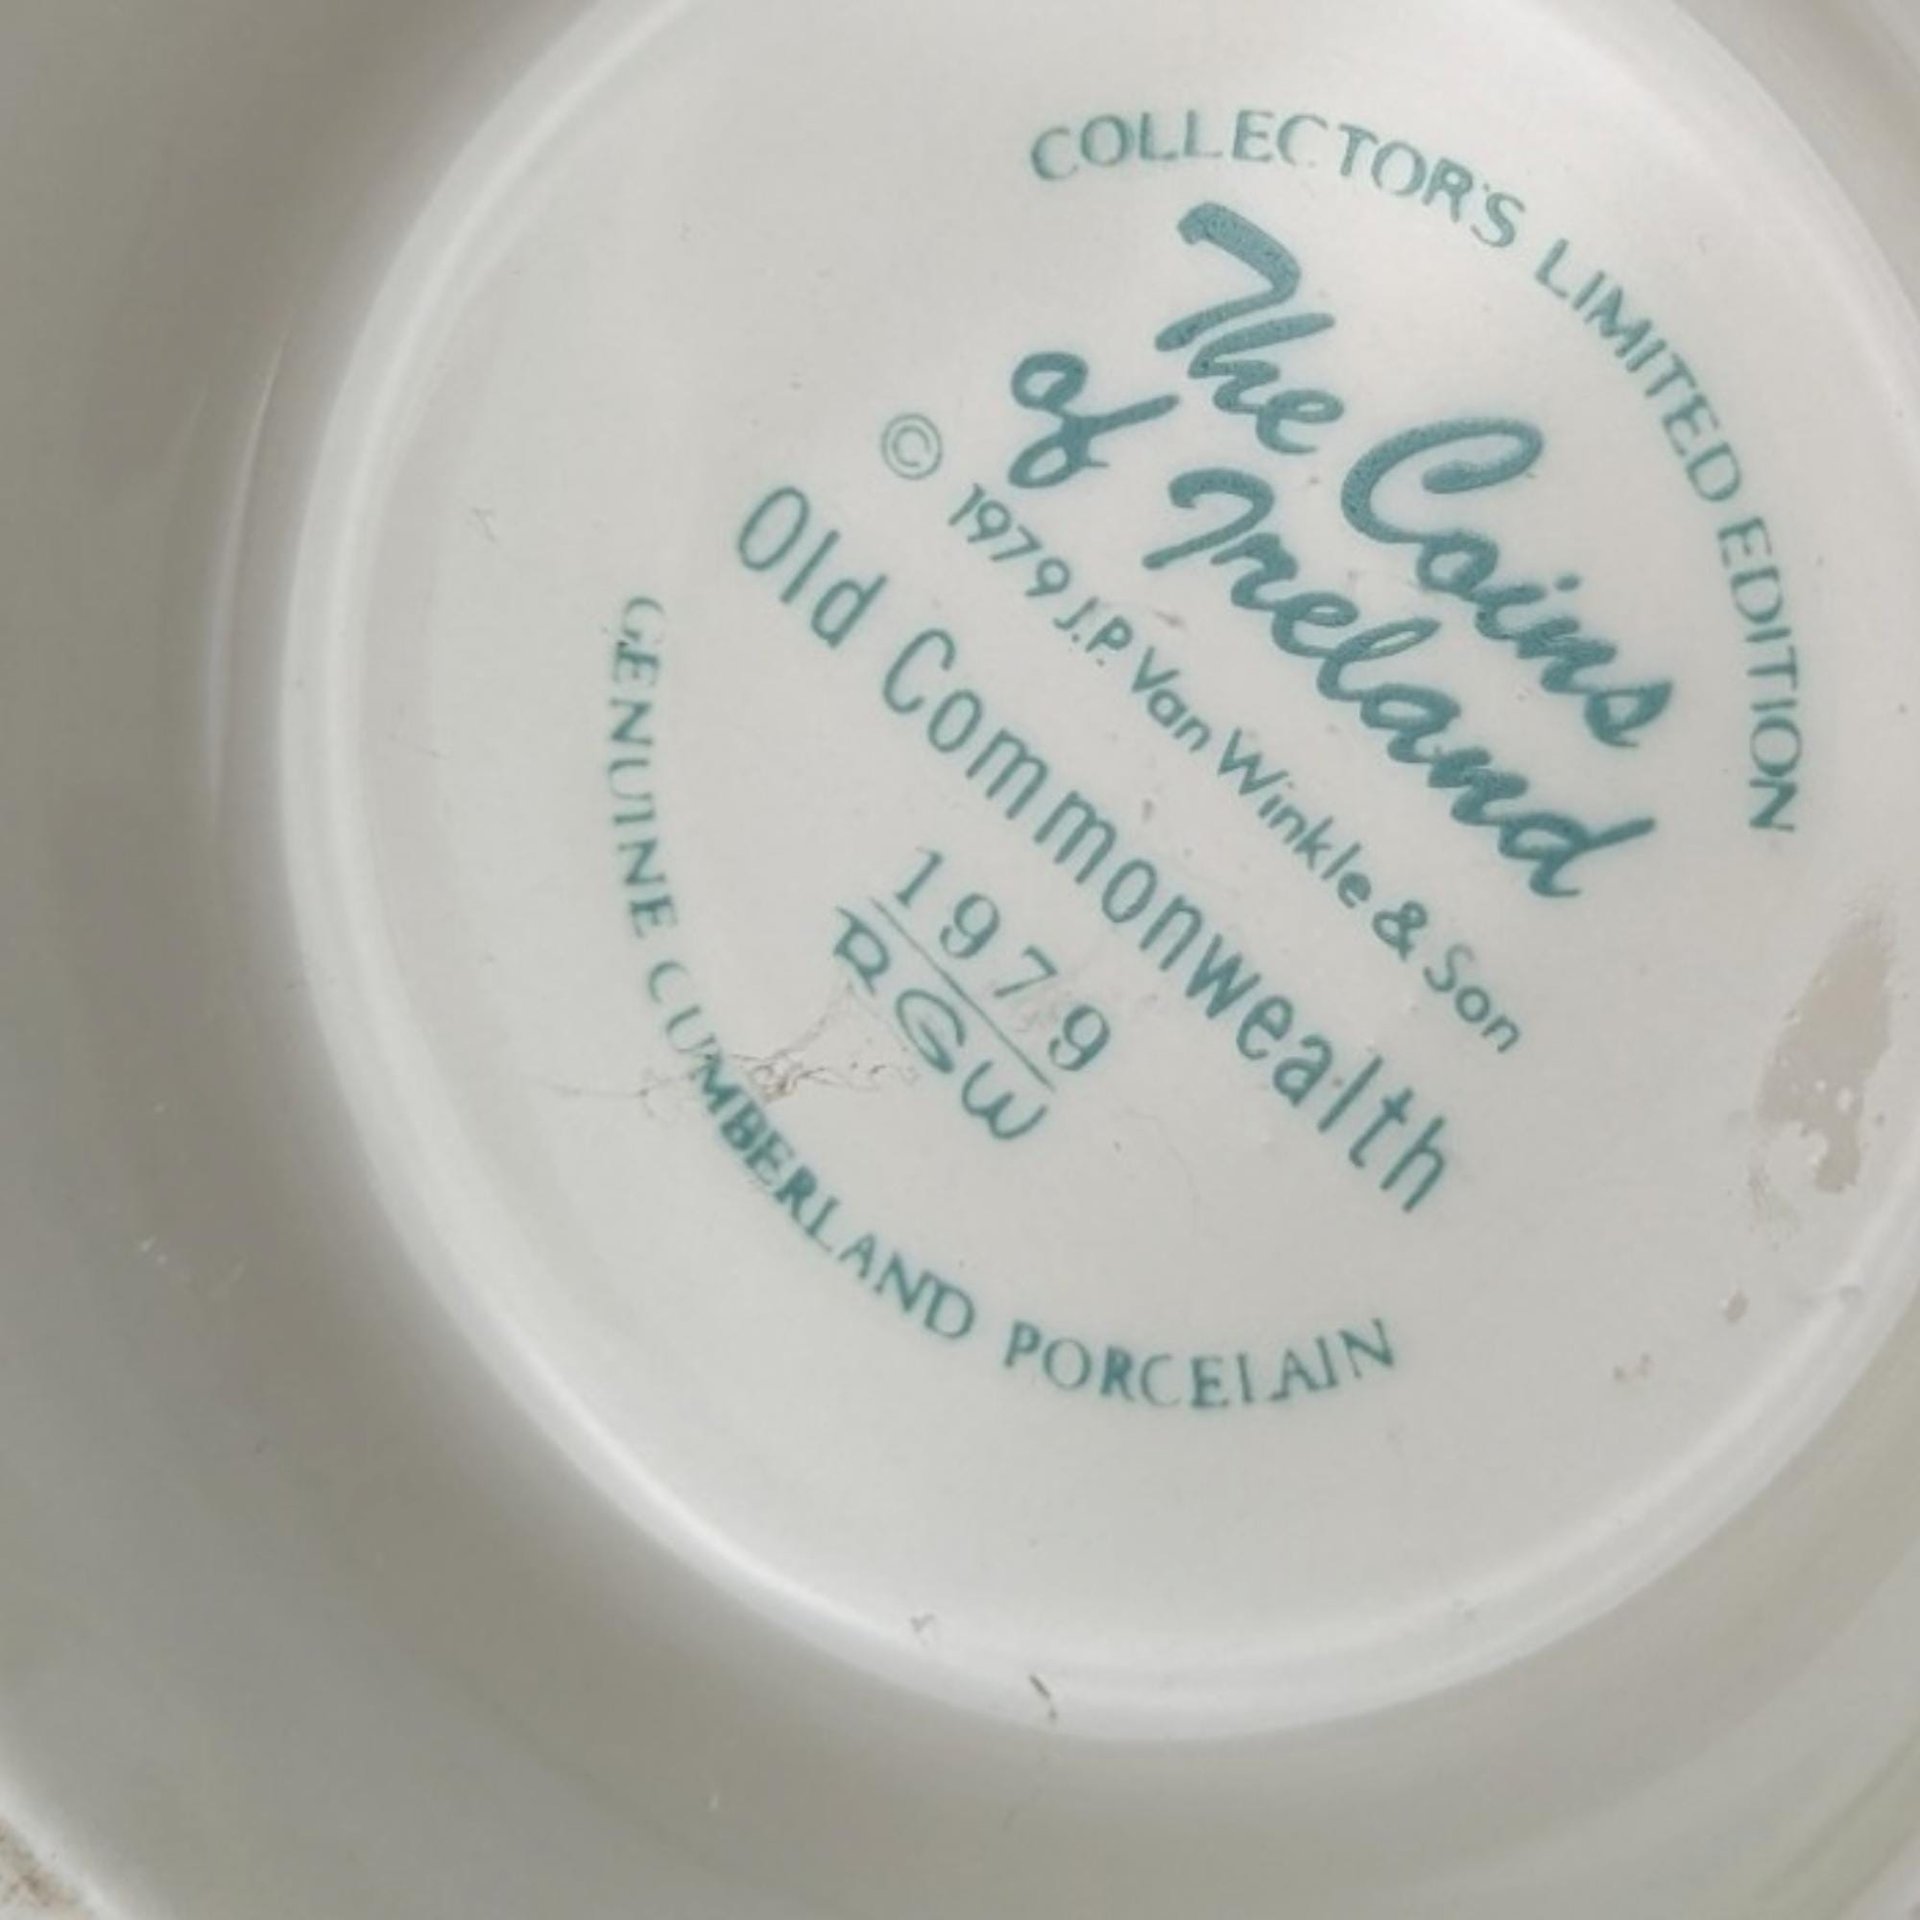 COLLECTOR'S LIMITED EDITION
The Coins
of Ireland
© 1979 J.P. Van Winkle & Son
Old Commonwealth
1979
RGW
GENUINE CUMBERLAND PORCELAIN